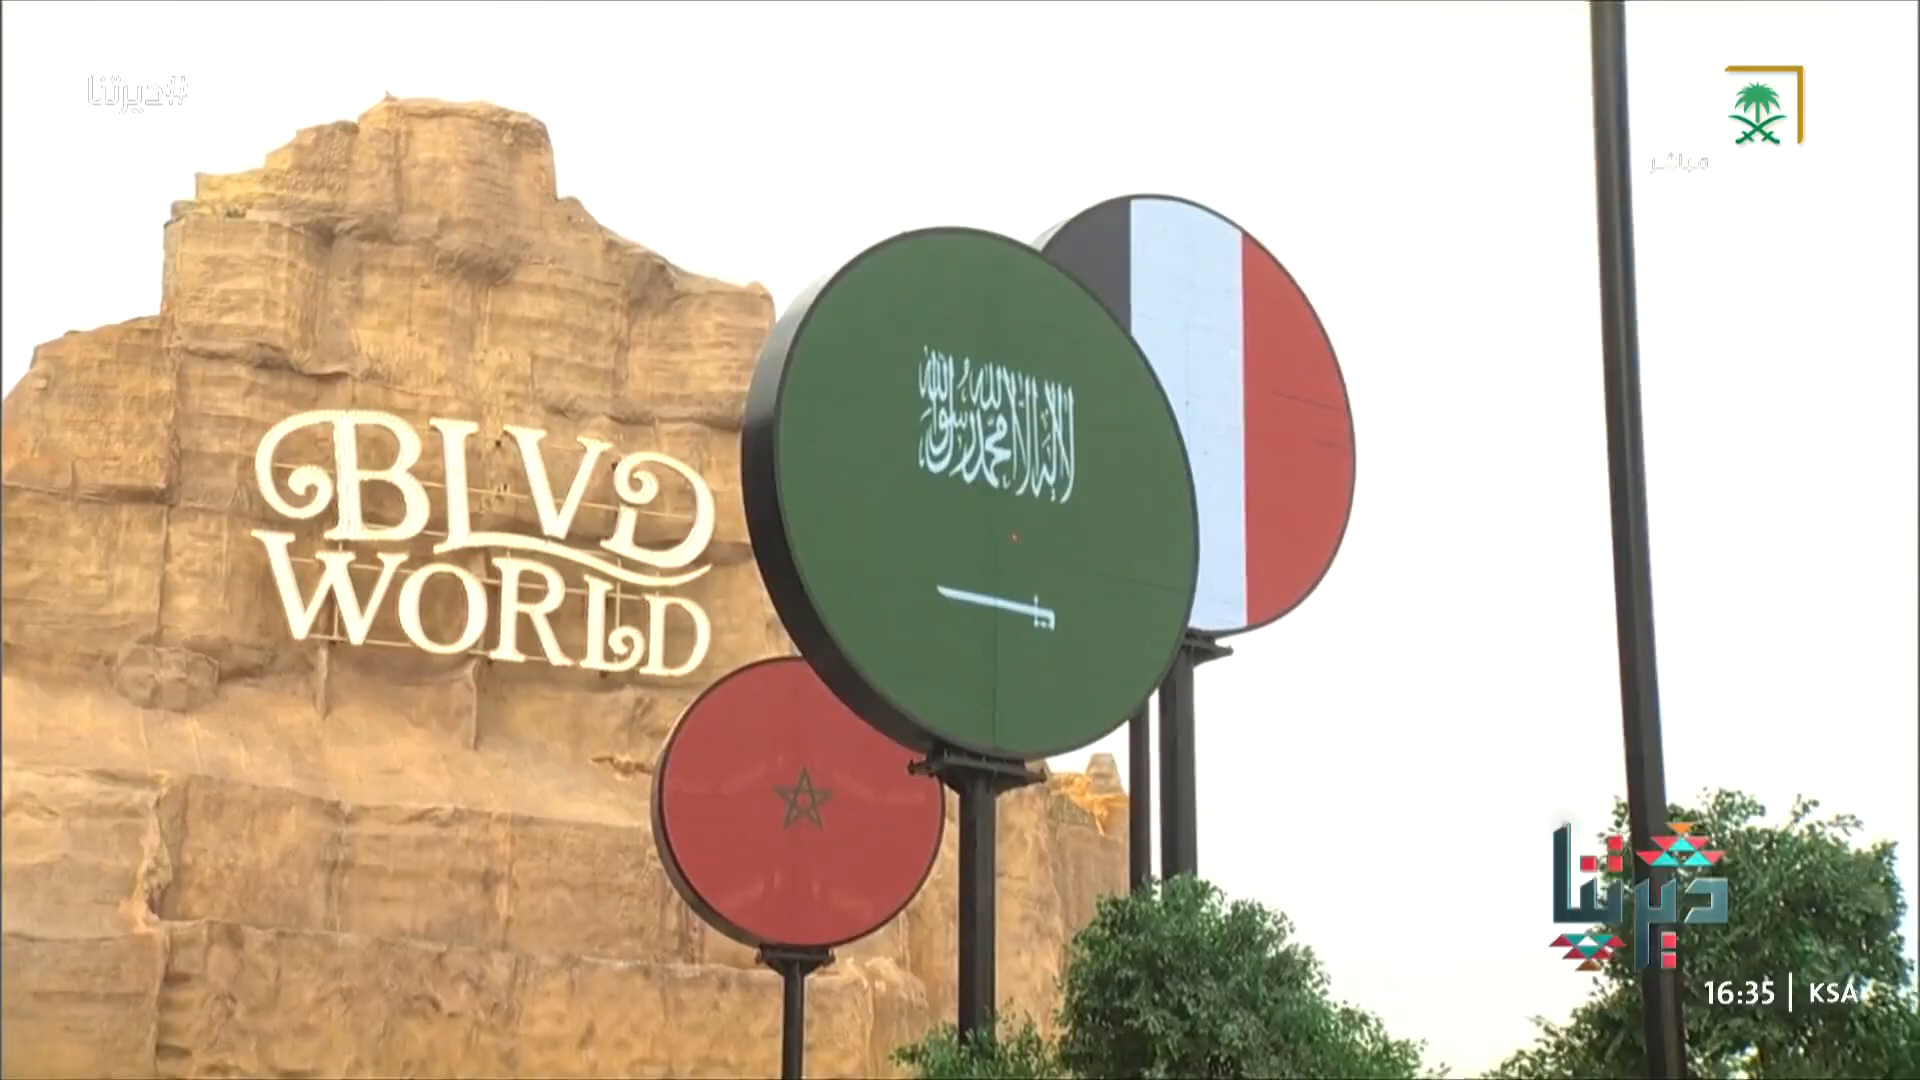 #ديرتنا
مباشر
BLVD
WORLD
لا إله إلا الله محمد رسول الله
ديرتنا
16:35 | KSA